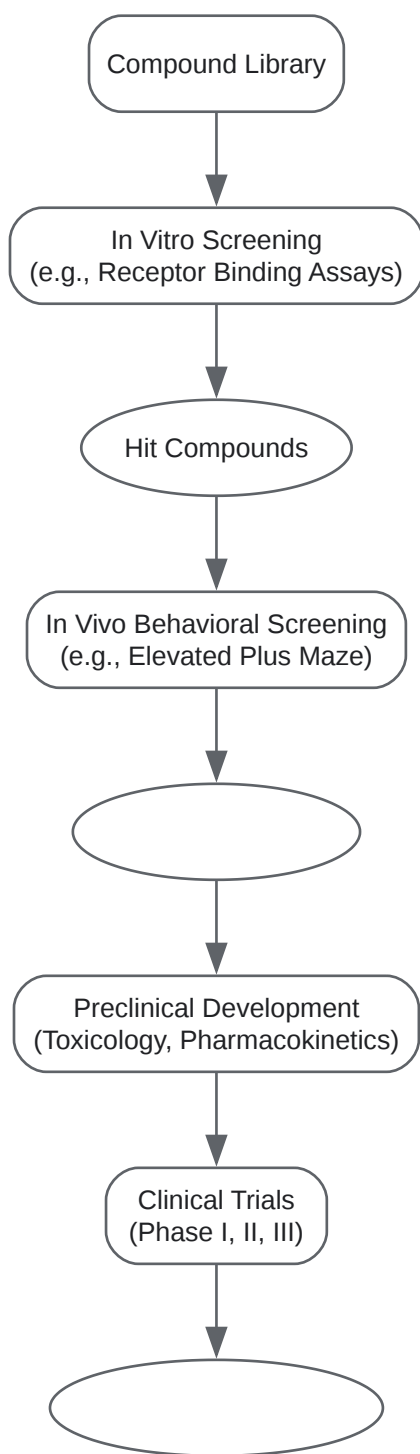 Compound Library
In Vitro Screening
(e.g., Receptor Binding Assays)
Hit Compounds
In Vivo Behavioral Screening
(e.g., Elevated Plus Maze)
Preclinical Development
(Toxicology, Pharmacokinetics)
Clinical Trials
(Phase I, II, III)